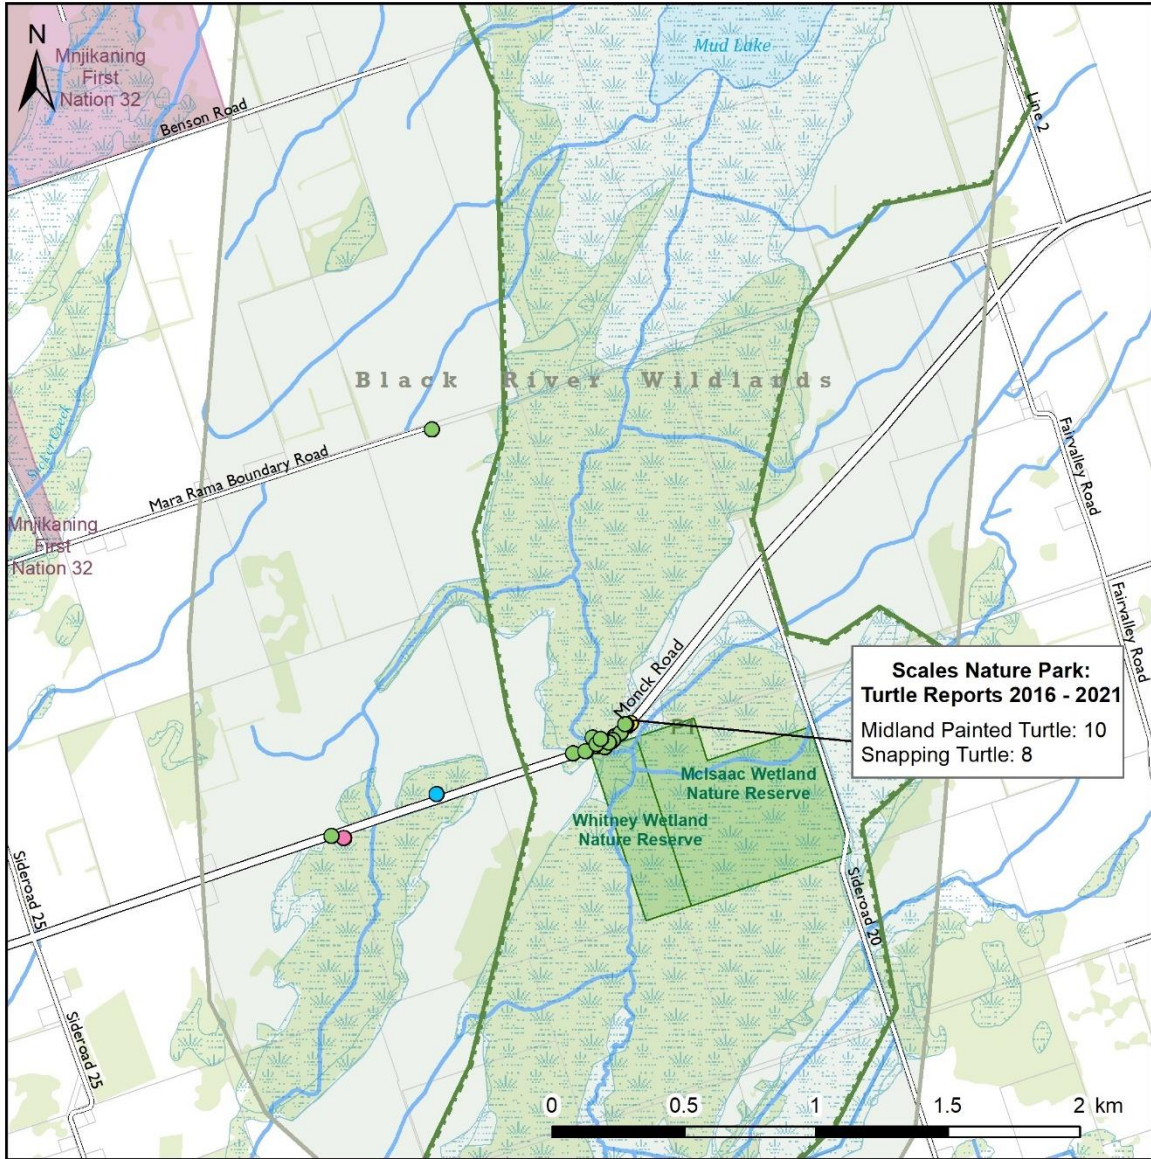 N
Mud Lake
Mnjikaning
First
Nation 32
Benson Road
Line 2
Black River Wildlands
Mara Rama Boundary Road
Fairvalley Road
Mnjikaning
First
Nation 32
Fairvalley Road
Monck Road
Scales Nature Park:
Turtle Reports 2016 - 2021
Midland Painted Turtle: 10
Snapping Turtle: 8
McIsaac Wetland
Nature Reserve
Whitney Wetland
Nature Reserve
Sideroad 25
Sideroad 20
Sideroad 25
0 0.5 1 1.5 2 km